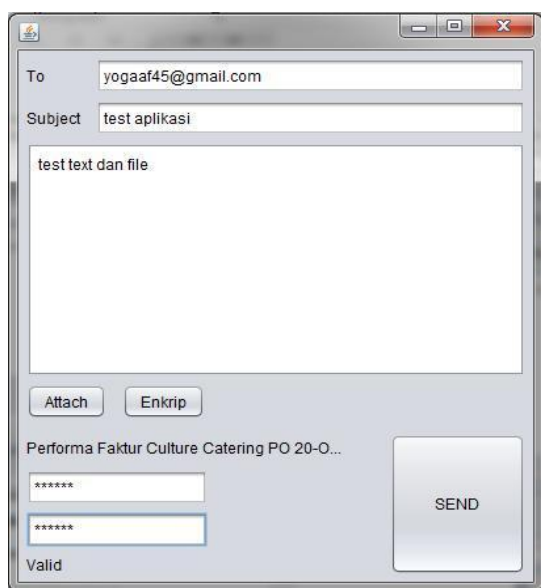 To yogaaf45@gmail.com
Subject test aplikasi
test text dan file
Attach Enkrip
Performa Faktur Culture Catering PO 20-O...
******
SEND
******
Valid